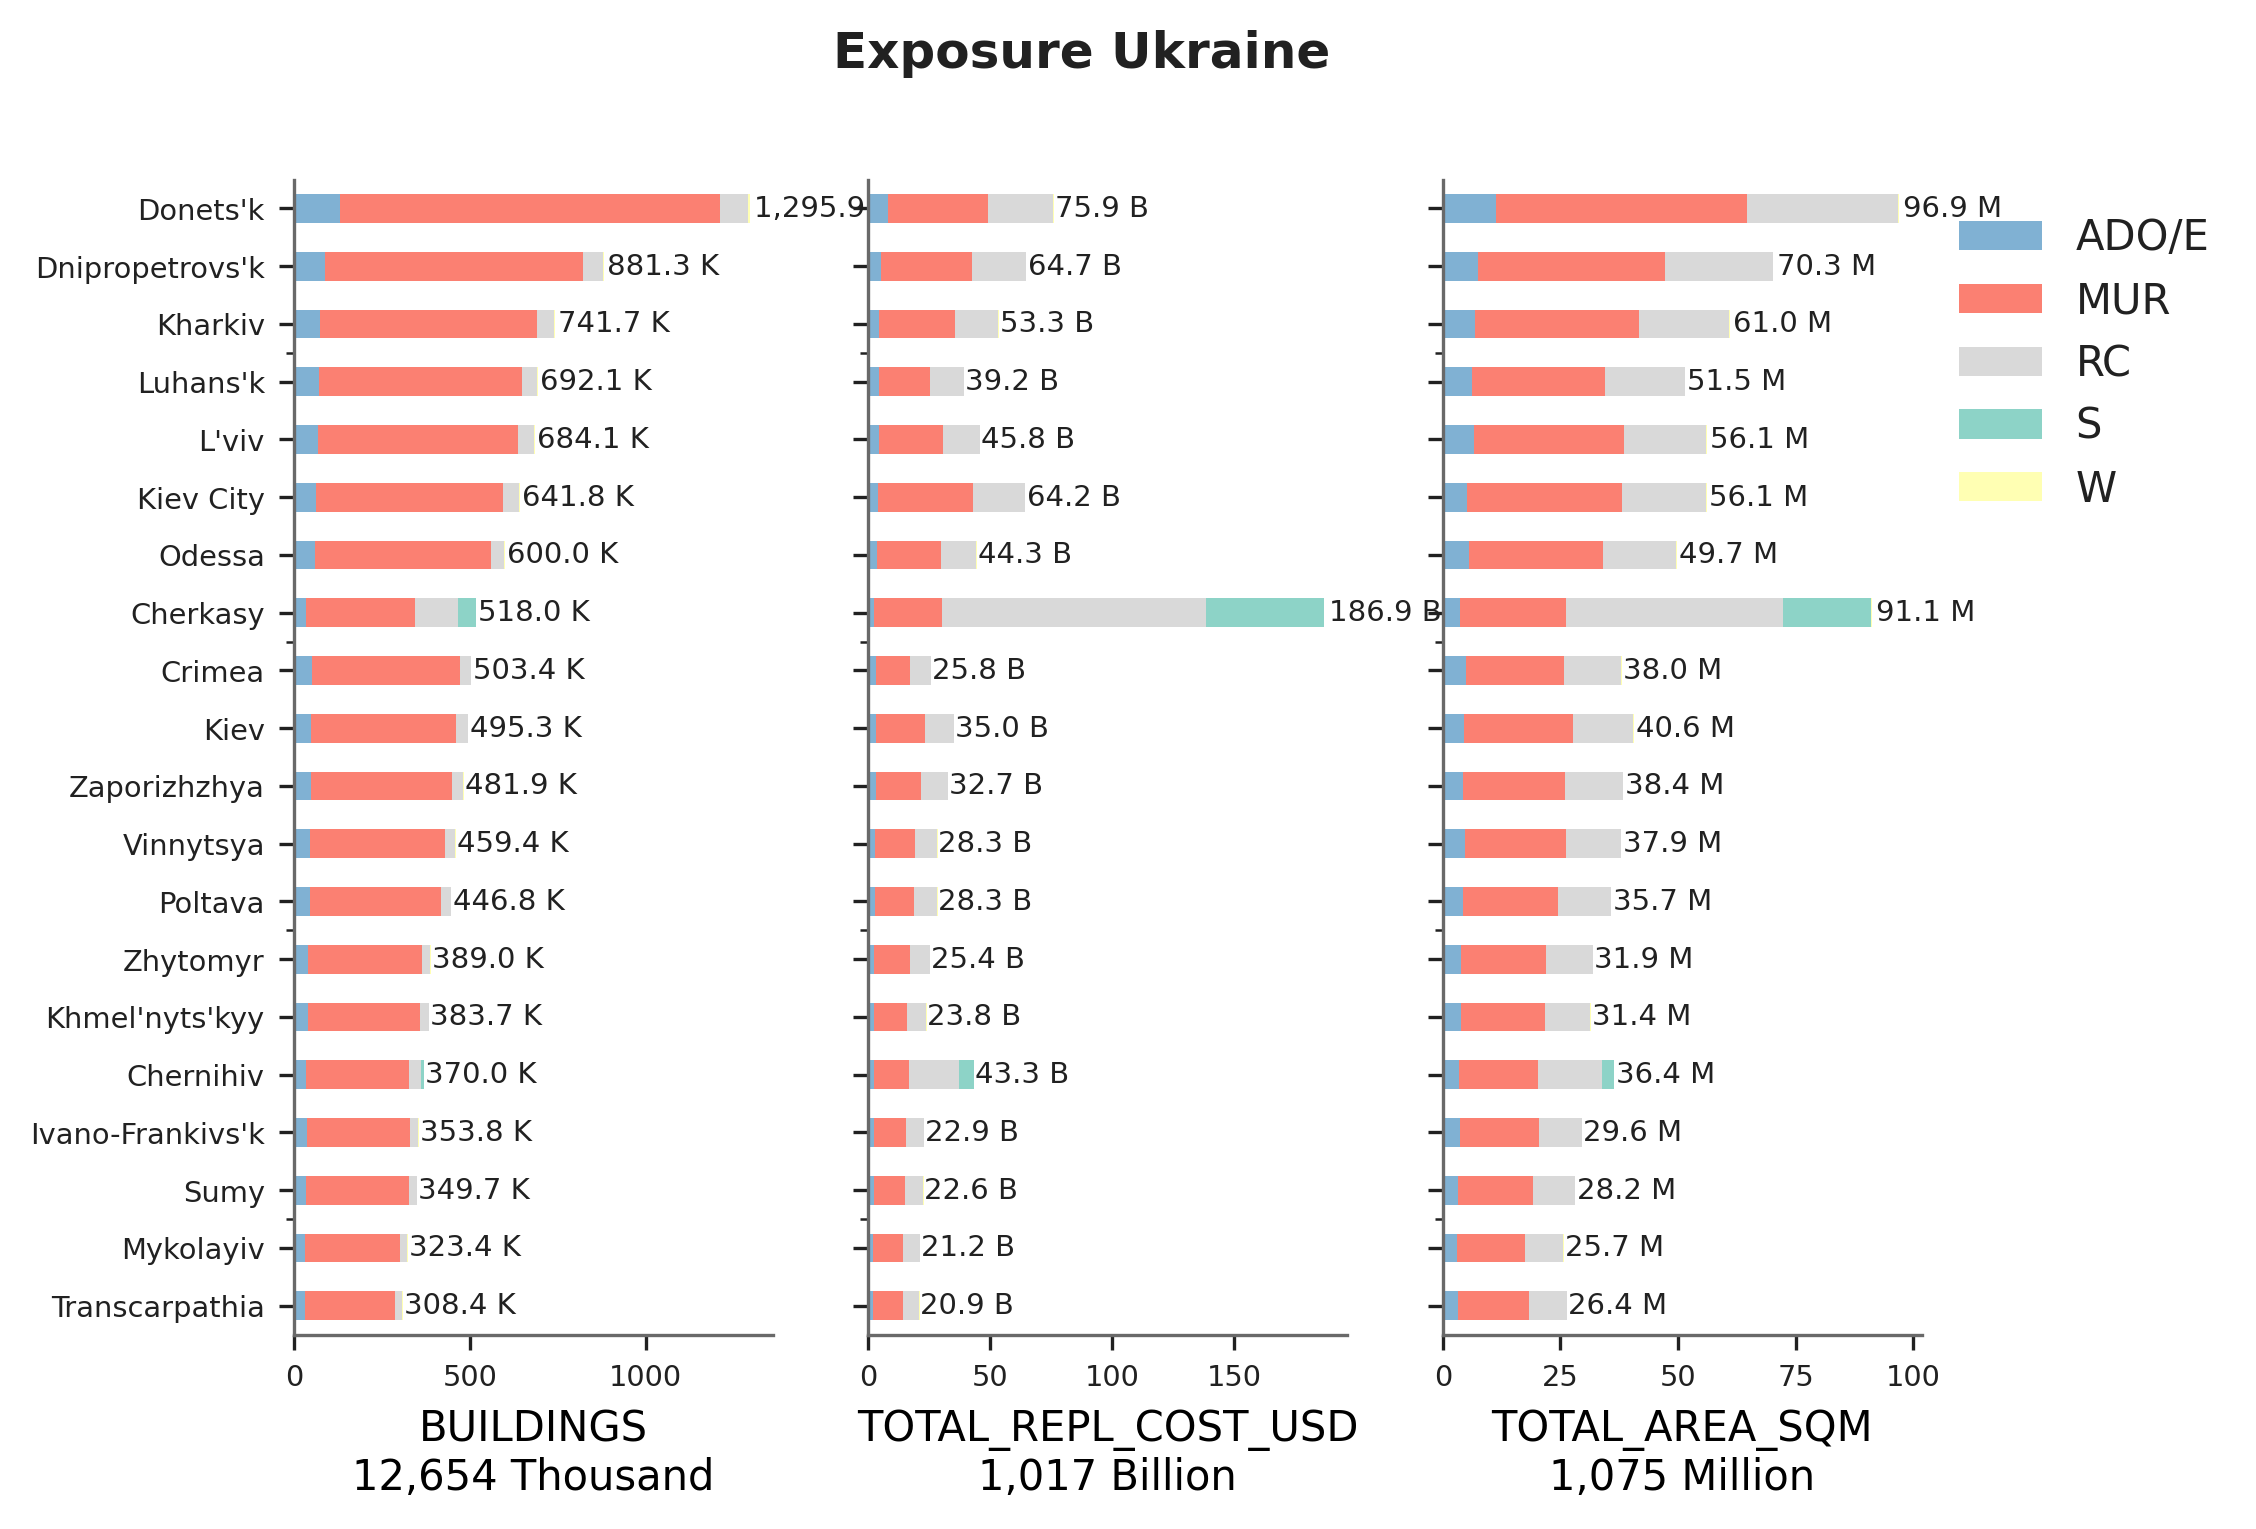 Exposure Ukraine
Donets'k 1,295.9 75.9 B 96.9 M
Dnipropetrovs'k 881.3 K 64.7 B 70.3 M
Kharkiv 741.7 K 53.3 B 61.0 M
Luhans'k 692.1 K 39.2 B 51.5 M
L'viv 684.1 K 45.8 B 56.1 M
Kiev City 641.8 K 64.2 B 56.1 M
Odessa 600.0 K 44.3 B 49.7 M
Cherkasy 518.0 K 186.9 B 91.1 M
Crimea 503.4 K 25.8 B 38.0 M
Kiev 495.3 K 35.0 B 40.6 M
Zaporizhzhya 481.9 K 32.7 B 38.4 M
Vinnytsya 459.4 K 28.3 B 37.9 M
Poltava 446.8 K 28.3 B 35.7 M
Zhytomyr 389.0 K 25.4 B 31.9 M
Khmel'nyts'kyy 383.7 K 23.8 B 31.4 M
Chernihiv 370.0 K 43.3 B 36.4 M
Ivano-Frankivs'k 353.8 K 22.9 B 29.6 M
Sumy 349.7 K 22.6 B 28.2 M
Mykolayiv 323.4 K 21.2 B 25.7 M
Transcarpathia 308.4 K 20.9 B 26.4 M
ADO/E
MUR
RC
S
W
0 500 1000
0 50 100 150
0 25 50 75 100
BUILDINGS
12,654 Thousand
TOTAL_REPL_COST_USD
1,017 Billion
TOTAL_AREA_SQM
1,075 Million